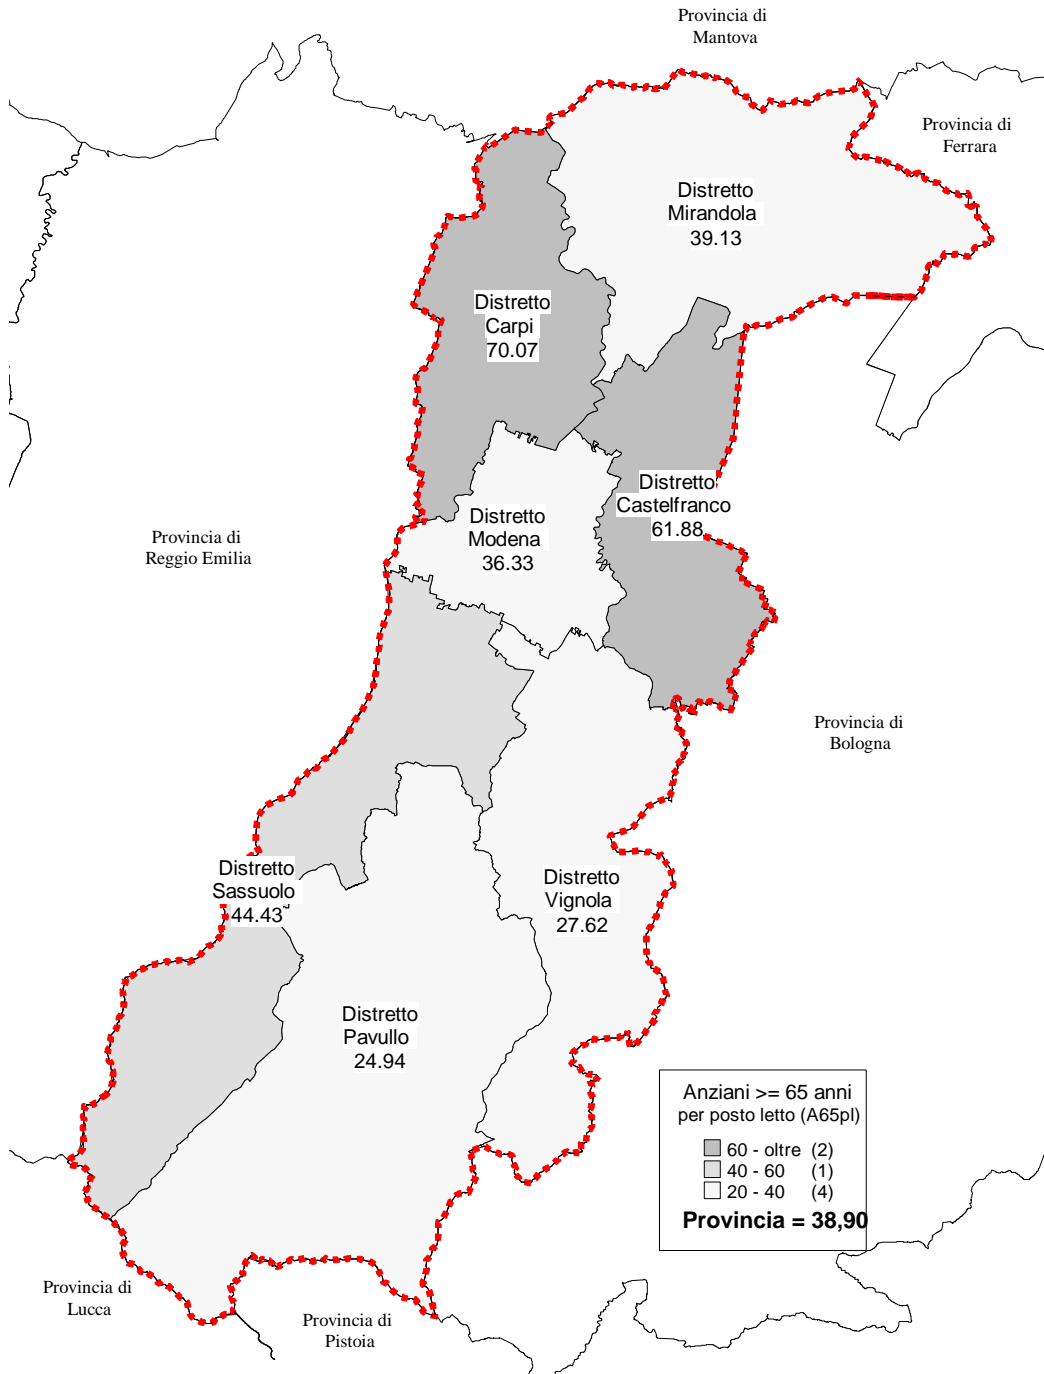 Provincia di
Mantova
Provincia di
Ferrara
Distretto
Mirandola
39.13
Distretto
Carpi
70.07
Distretto
Castelfranco
61.88
Distretto
Modena
36.33
Provincia di
Reggio Emilia
Provincia di
Bologna
Distretto
Sassuolo
44.43
Distretto
Vignola
27.62
Distretto
Pavullo
24.94
Anziani >= 65 anni
per posto letto (A65pl)
60 - oltre (2)
40 - 60 (1)
20 - 40 (4)
Provincia = 38,90
Provincia di
Lucca
Provincia di
Pistoia